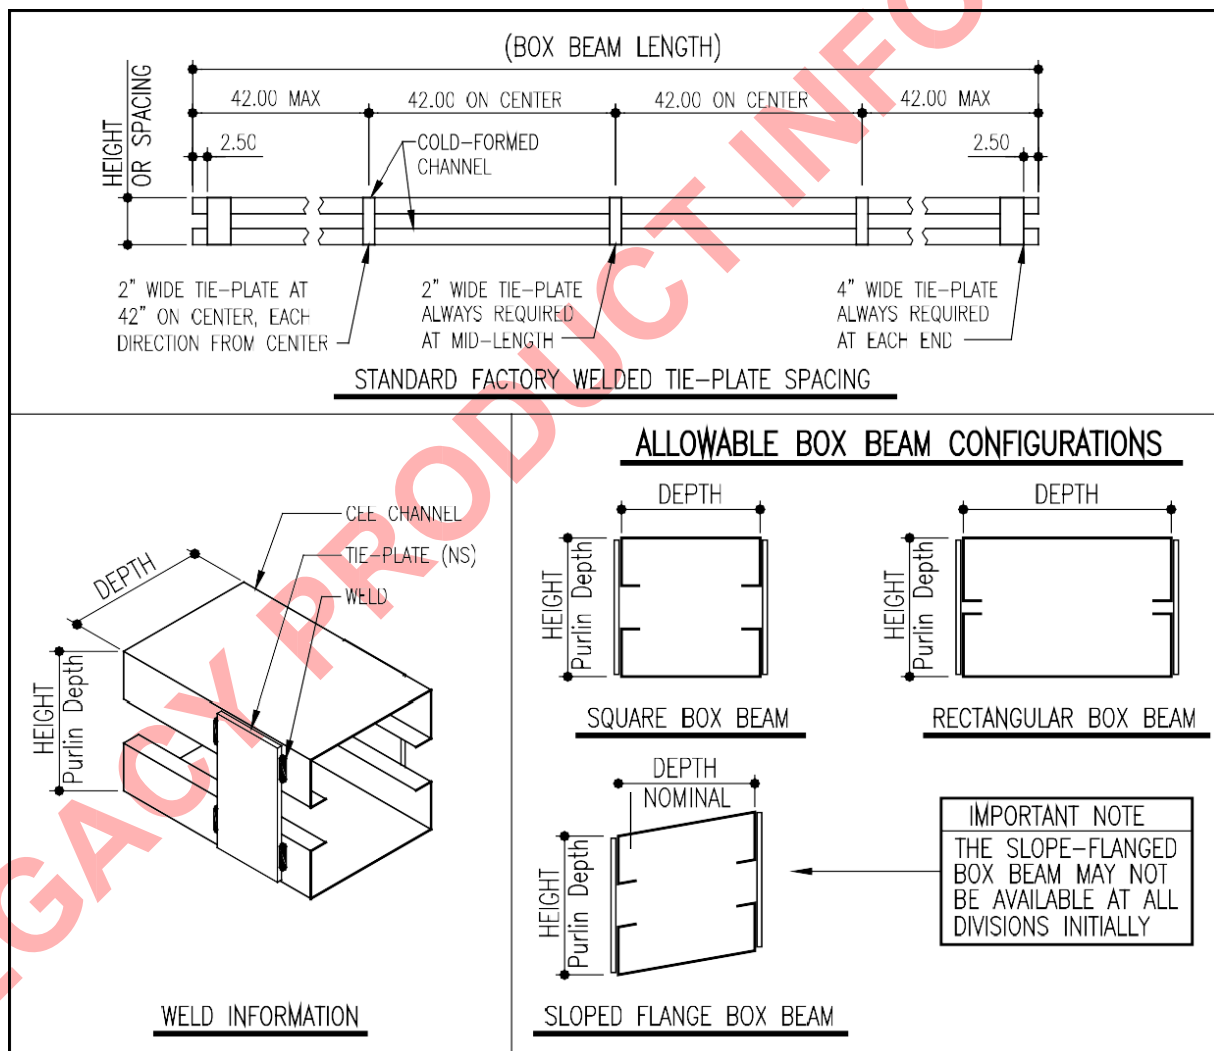 (BOX BEAM LENGTH)
42.00 MAX
42.00 ON CENTER
42.00 ON CENTER
42.00 MAX
HEIGHT
OR SPACING
2.50
COLD-FORMED
CHANNEL
2.50
2" WIDE TIE-PLATE AT
42" ON CENTER, EACH
DIRECTION FROM CENTER
2" WIDE TIE-PLATE
ALWAYS REQUIRED
AT MID-LENGTH
4" WIDE TIE-PLATE
ALWAYS REQUIRED
AT EACH END
STANDARD FACTORY WELDED TIE-PLATE SPACING
CEE CHANNEL
TIE-PLATE (NS)
WELD
DEPTH
HEIGHT
Purlin Depth
WELD INFORMATION
ALLOWABLE BOX BEAM CONFIGURATIONS
DEPTH
HEIGHT
Purlin Depth
SQUARE BOX BEAM
DEPTH
HEIGHT
Purlin Depth
RECTANGULAR BOX BEAM
DEPTH
NOMINAL
HEIGHT
Purlin Depth
SLOPED FLANGE BOX BEAM
IMPORTANT NOTE
THE SLOPE-FLANGED
BOX BEAM MAY NOT
BE AVAILABLE AT ALL
DIVISIONS INITIALLY
EGACY PRODUCT INFO